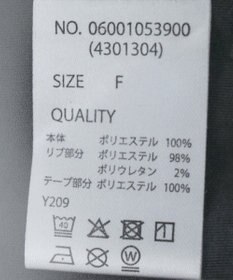 NO. 06001053900
(4301304)
SIZE F
QUALITY
本体 ポリエステル 100%
リブ部分 ポリエステル 98%
ポリウレタン 2%
テープ部分 ポリエステル 100%
Y209
40
W